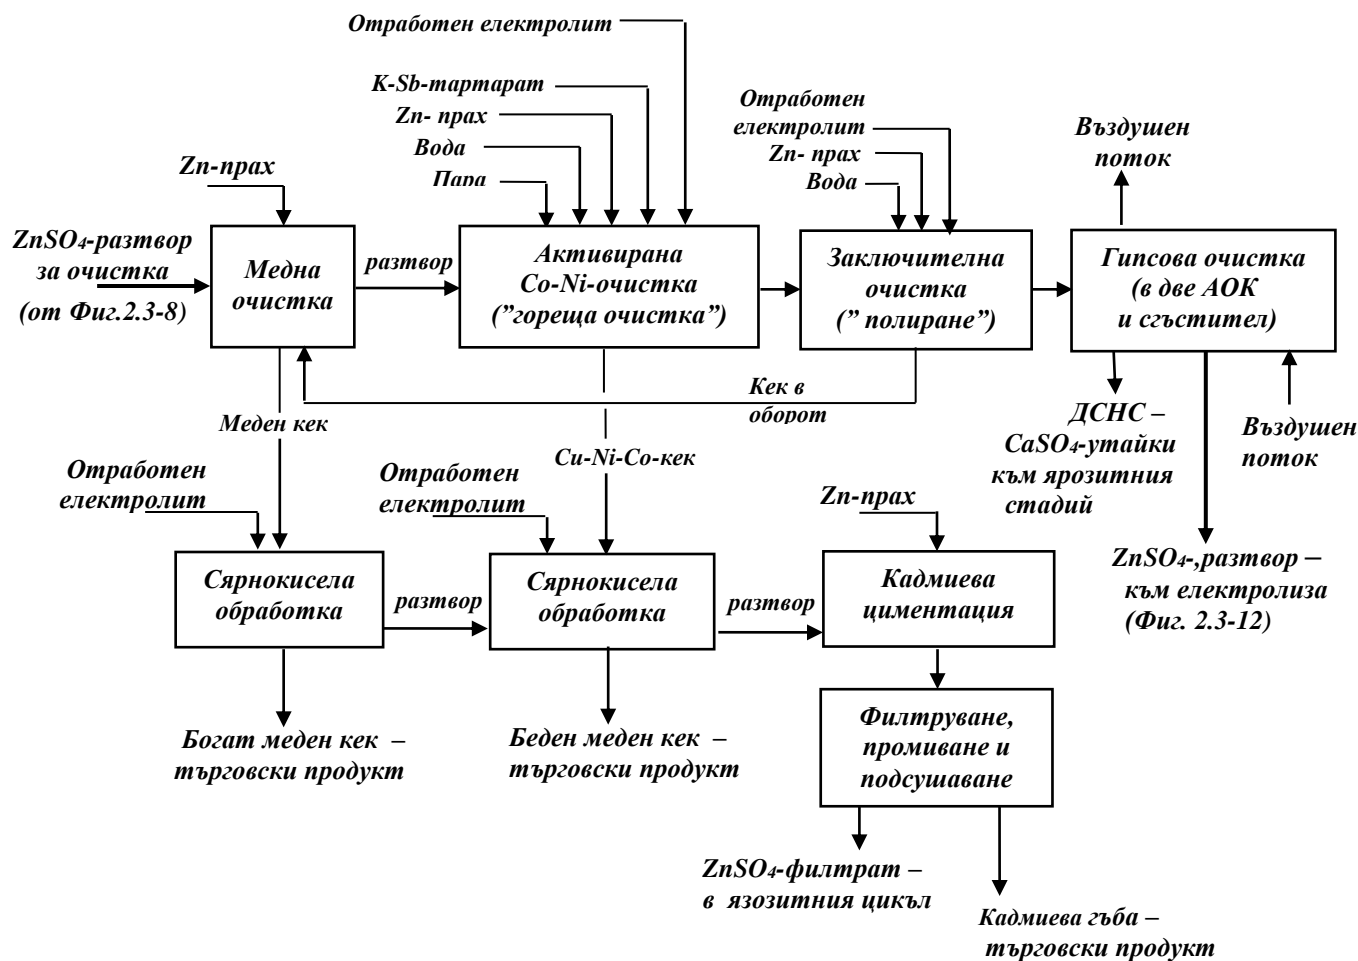 Отработен електролит
K-Sb-тартарат
Zn- прах
Вода
Пара
Отработен
електролит
Zn- прах
Вода
Въздушен
поток
Zn-прах
ZnSO4-разтвор
за очистка
(от Фиг.2.3-8)
Медна
очистка
разтвор
Активирана
Co-Ni-очистка
(”гореща очистка”)
Заключителна
очистка
(” полиране”)
Гипсова очистка
(в две АОК
и сгъстител)
Кек в
оборот
Меден кек
Cu-Ni-Co-кек
ДСНС –
CaSO4-утайки
към ярозитния
стадий
Въздушен
поток
Отработен
електролит
Отработен
електролит
Zn-прах
ZnSO4-,разтвор –
към електролиза
(Фиг. 2.3-12)
Сярнокисела
обработка
разтвор
Сярнокисела
обработка
разтвор
Кадмиева
циментация
Богат меден кек –
търговски продукт
Беден меден кек –
търговски продукт
Филтруване,
промиване и
подсушаване
ZnSO4-филтрат –
в язозитния цикъл
Кадмиева гъба –
търговски продукт